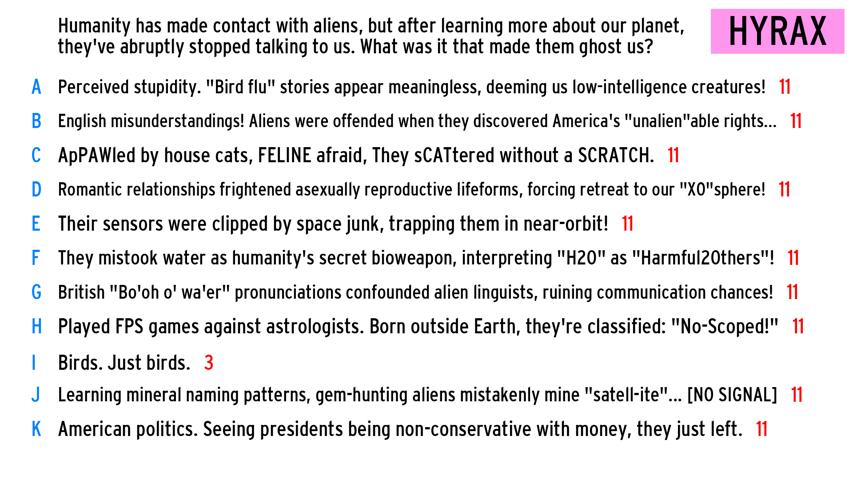 Humanity has made contact with aliens, but after learning more about our planet,
they've abruptly stopped talking to us. What was it that made them ghost us?
HYRAX
A Perceived stupidity. "Bird flu" stories appear meaningless, deeming us low-intelligence creatures! 11
B English misunderstandings! Aliens were offended when they discovered America's "unalien"able rights... 11
C ApPAWled by house cats, FELINE afraid, They sCATtered without a SCRATCH. 11
D Romantic relationships frightened asexually reproductive lifeforms, forcing retreat to our "XO"sphere! 11
E Their sensors were clipped by space junk, trapping them in near-orbit! 11
F They mistook water as humanity's secret bioweapon, interpreting "H2O" as "Harmful2Others"! 11
G British "Bo'oh o' wa'er" pronunciations confounded alien linguists, ruining communication chances! 11
H Played FPS games against astrologists. Born outside Earth, they're classified: "No-Scoped!" 11
I Birds. Just birds. 3
J Learning mineral naming patterns, gem-hunting aliens mistakenly mine "satell-ite"... [NO SIGNAL] 11
K American politics. Seeing presidents being non-conservative with money, they just left. 11